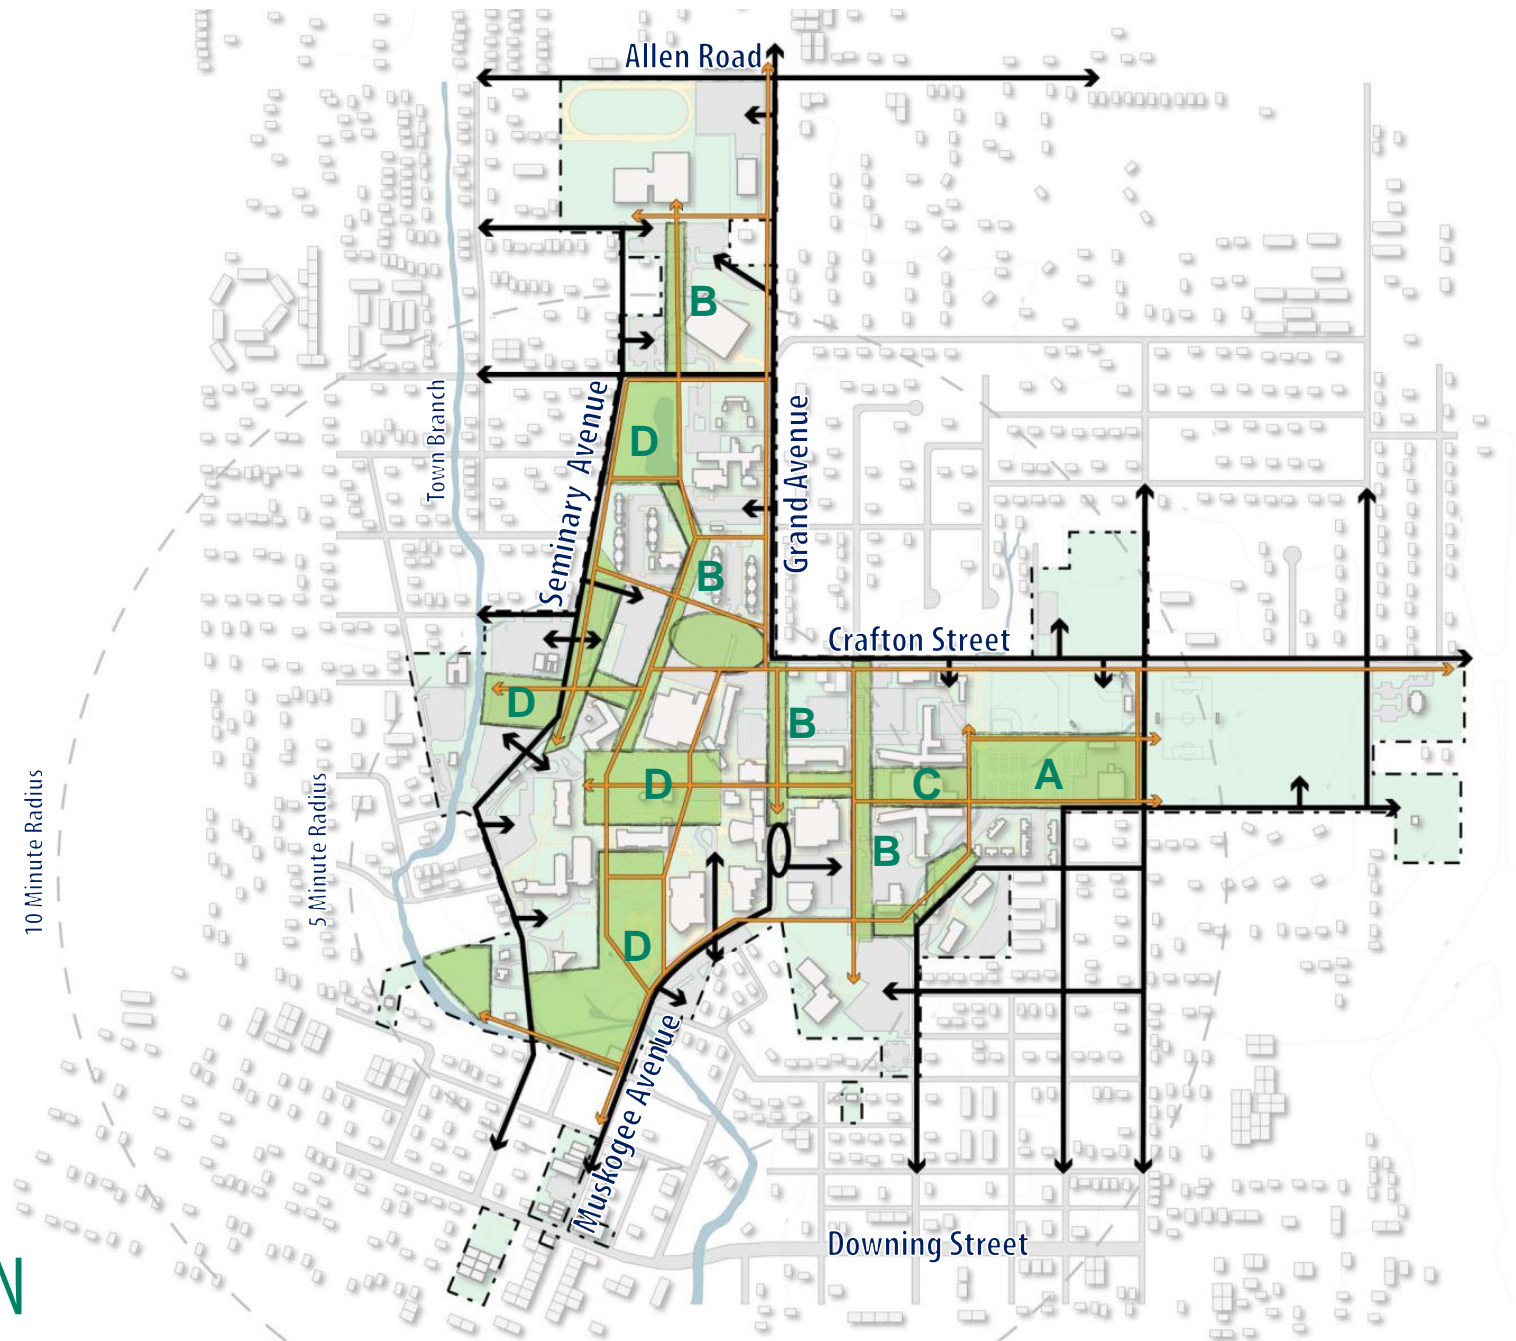 Allen Road
B
Seminary Avenue
Town Branch
D
Grand Avenue
B
Crafton Street
D
B
D
C
A
10 Minute Radius
5 Minute Radius
B
D
Muskogee Avenue
Downing Street
N